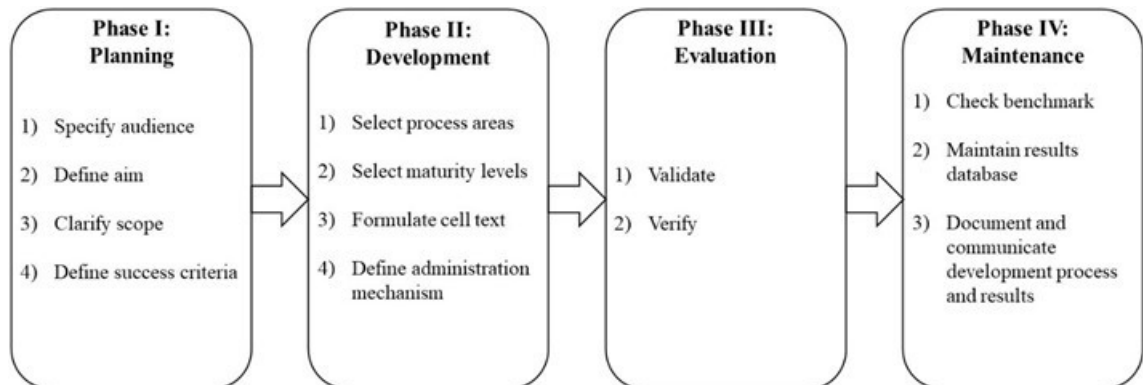 Phase I:
Planning
1) Specify audience
2) Define aim
3) Clarify scope
4) Define success criteria
Phase II:
Development
1) Select process areas
2) Select maturity levels
3) Formulate cell text
4) Define administration
mechanism
Phase III:
Evaluation
1) Validate
2) Verify
Phase IV:
Maintenance
1) Check benchmark
2) Maintain results
database
3) Document and
communicate
development process
and results